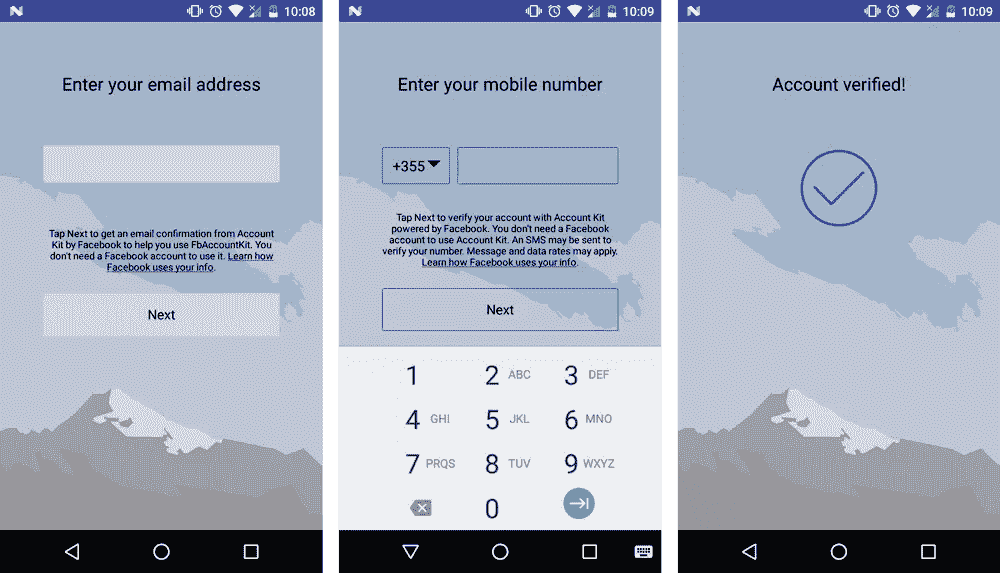 10:08
Enter your email address
Tap Next to get an email confirmation from Account
Kit by Facebook to help you use FbAccountKit. You
don't need a Facebook account to use it. Learn how
Facebook uses your info.
Next
10:09
Enter your mobile number
+355
Tap Next to verify your account with Account Kit
powered by Facebook. You don't need a Facebook
account to use Account Kit. An SMS may be sent to
verify your number. Message and data rates may apply.
Learn how Facebook uses your info.
Next
1 2 ABC 3 DEF
4 GHI 5 JKL 6 MNO
7 PRQS 8 TUV 9 WXYZ
0
10:09
Account verified!